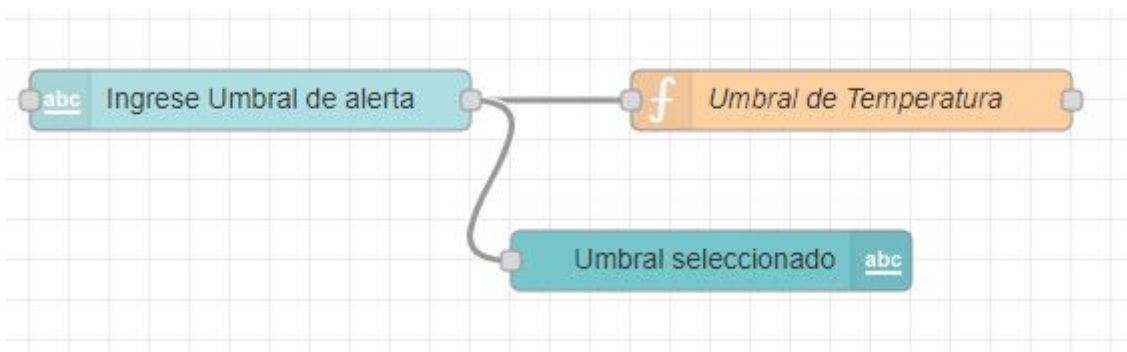 abc Ingrese Umbral de alerta
f Umbral de Temperatura
Umbral seleccionado abc